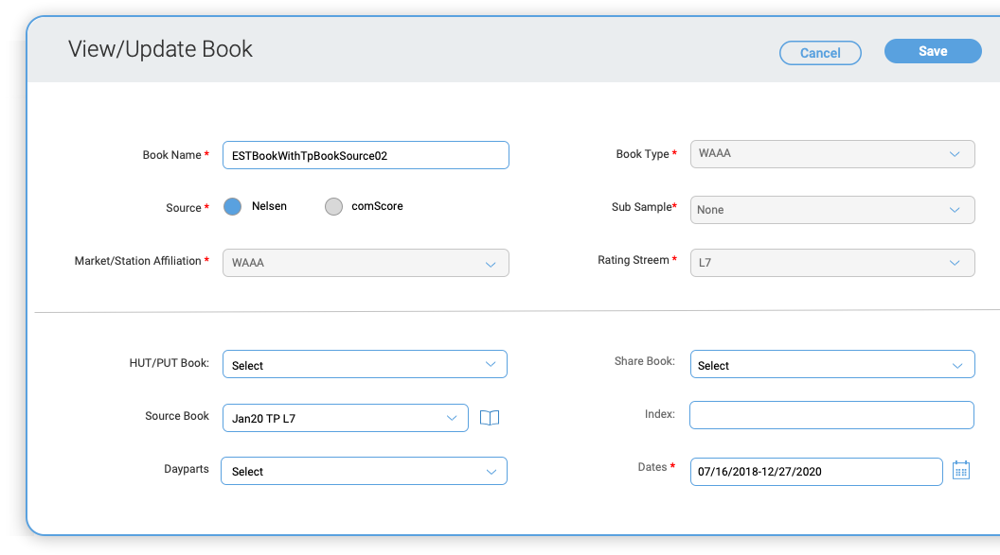 View/Update Book
Cancel
Save
Book Name *
ESTBookWithTpBookSource02
Book Type *
WAAA
Source *
Nelsen
comScore
Sub Sample*
None
Market/Station Affiliation *
WAAA
Rating Streem *
L7
HUT/PUT Book:
Select
Share Book:
Select
Source Book
Jan20 TP L7
Index:
Dayparts
Select
Dates *
07/16/2018-12/27/2020